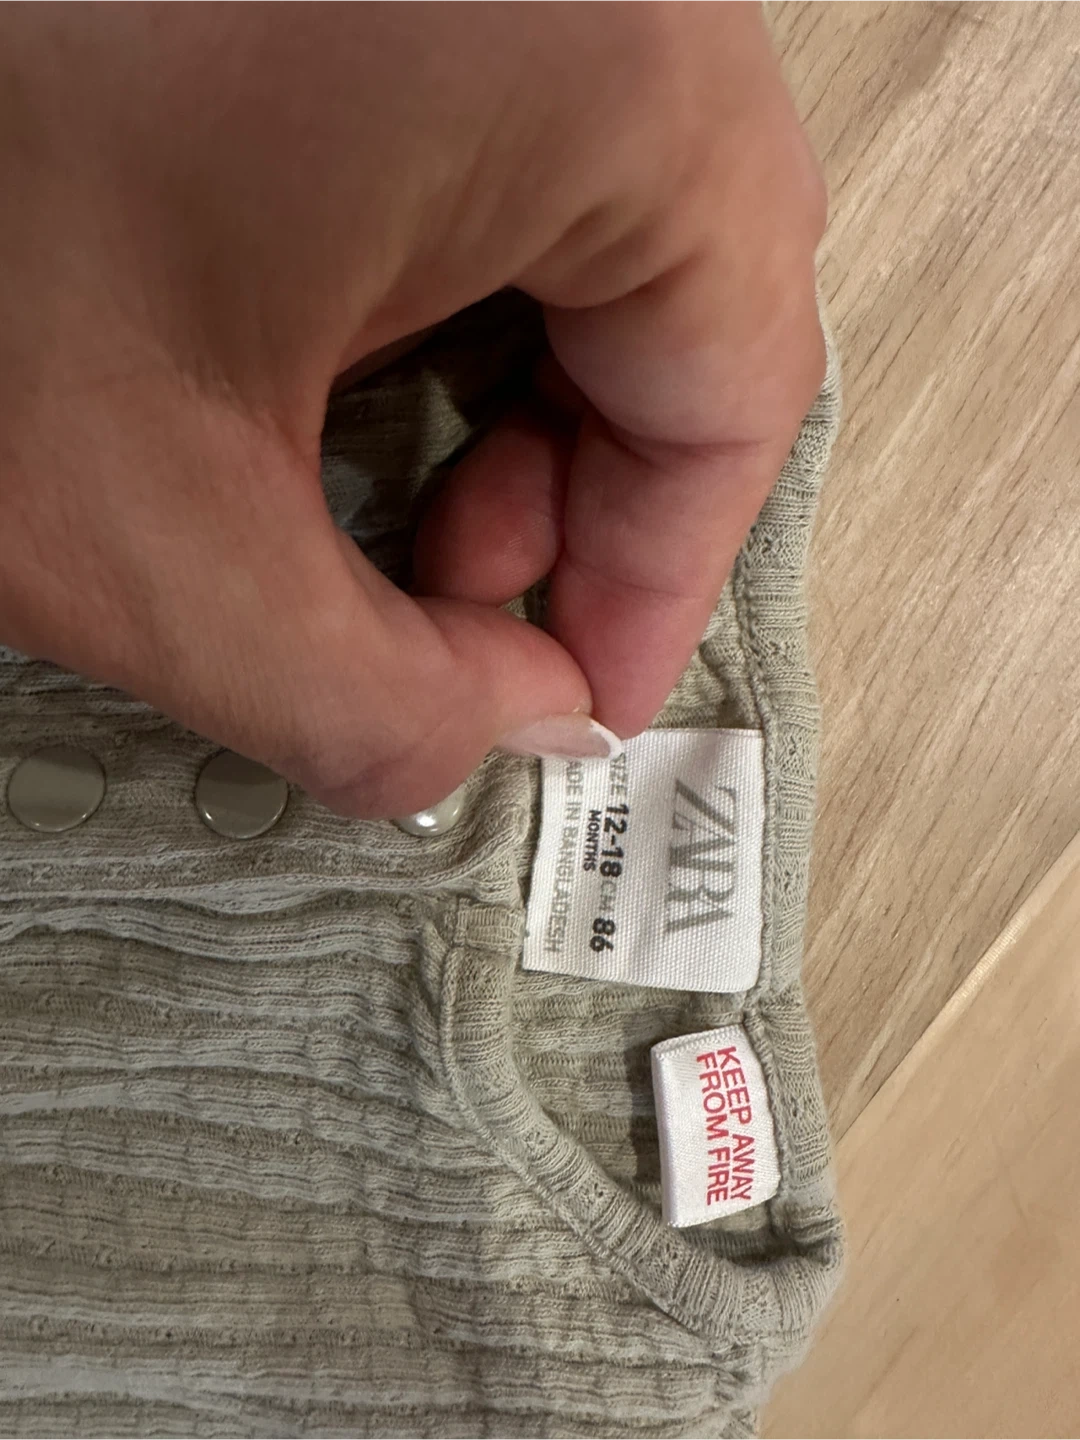 ZARA
SIZE 12-18 CM 86
MONTHS
MADE IN BANGLADESH
KEEP AWAY
FROM FIRE